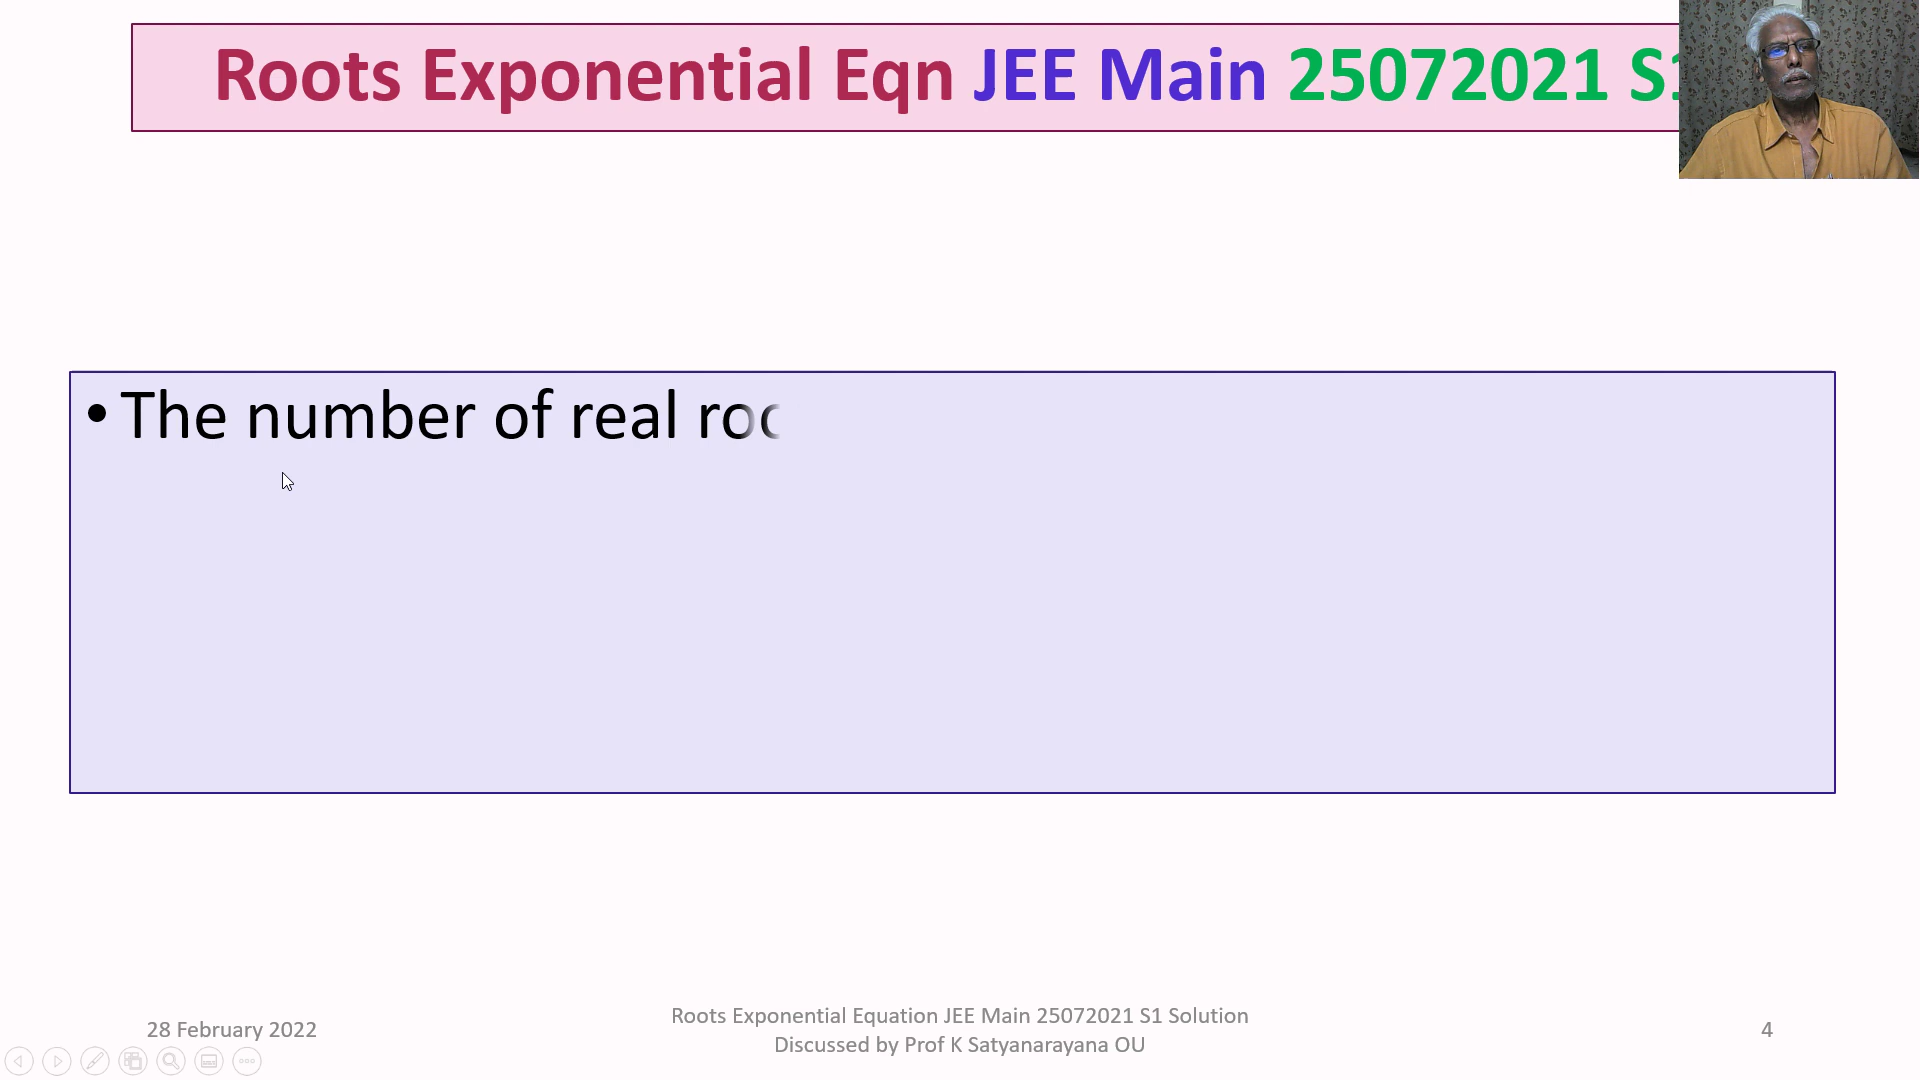 Roots Exponential Eqn JEE Main 25072021 S1
• The number of real
28 February 2022
Roots Exponential Equation JEE Main 25072021 S1 Solution
Discussed by Prof K Satyanarayana OU
4